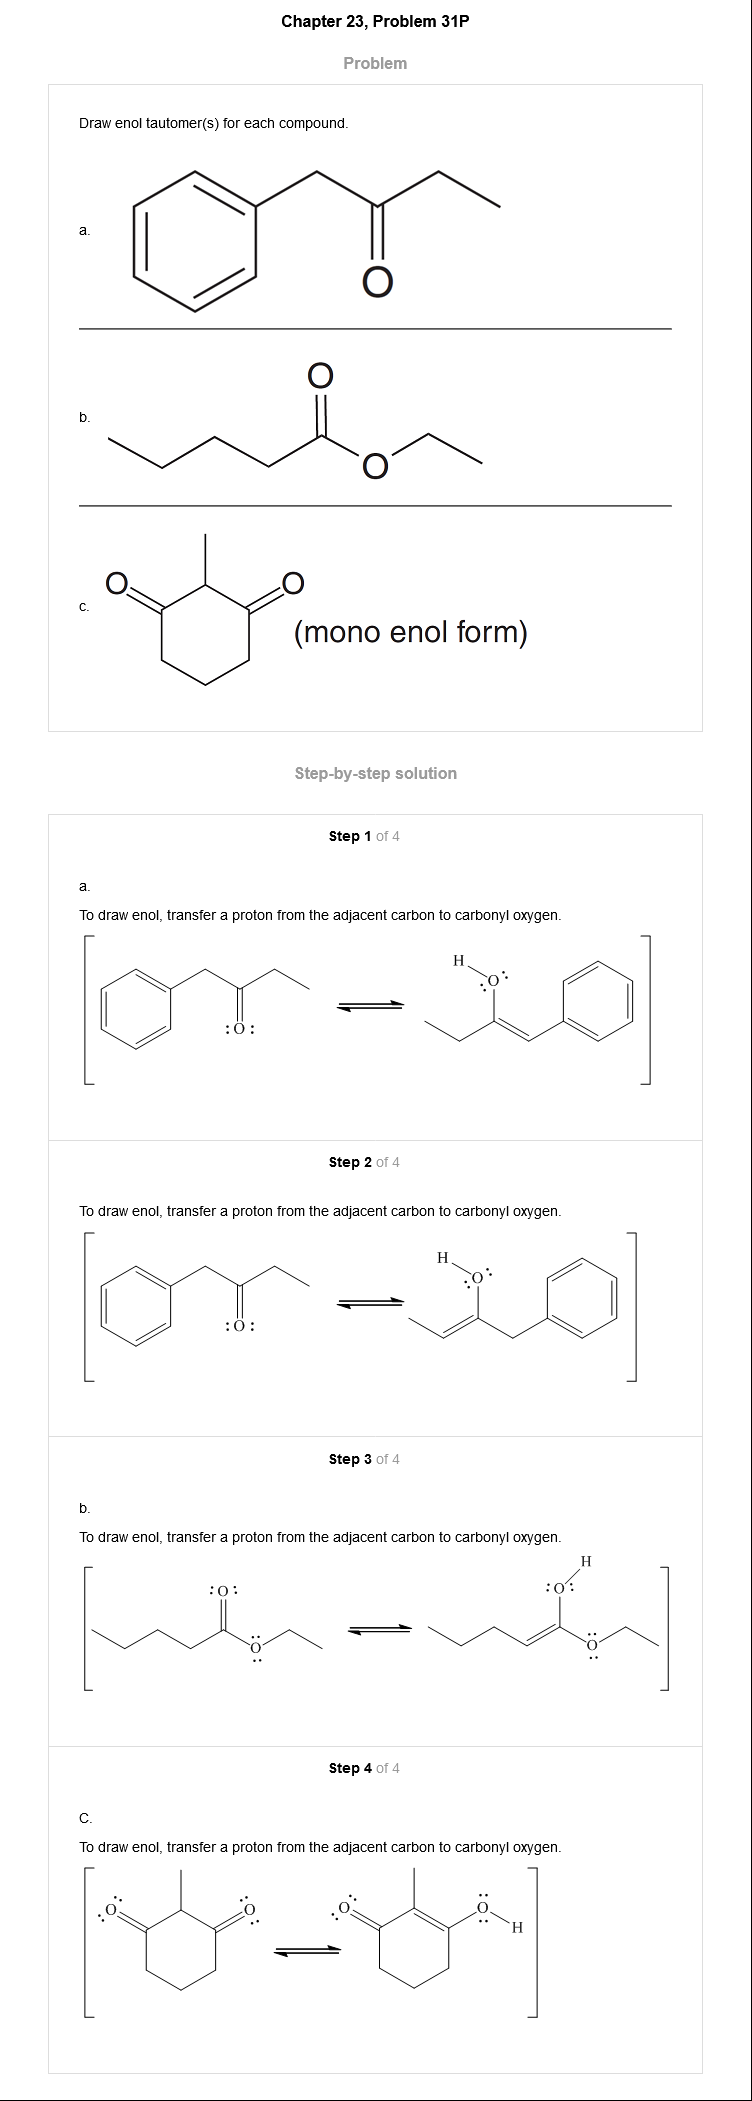 Chapter 23, Problem 31P
Problem
Draw enol tautomer(s) for each compound.
a.
O
O
b.
O
O
O
c.
(mono enol form)
Step-by-step solution
Step 1 of 4
a.
To draw enol, transfer a proton from the adjacent carbon to carbonyl oxygen.
H
:O:
:O:
Step 2 of 4
To draw enol, transfer a proton from the adjacent carbon to carbonyl oxygen.
H
:O:
:O:
Step 3 of 4
b.
To draw enol, transfer a proton from the adjacent carbon to carbonyl oxygen.
H
:O: :O:
O O
Step 4 of 4
C.
To draw enol, transfer a proton from the adjacent carbon to carbonyl oxygen.
O O O O
H